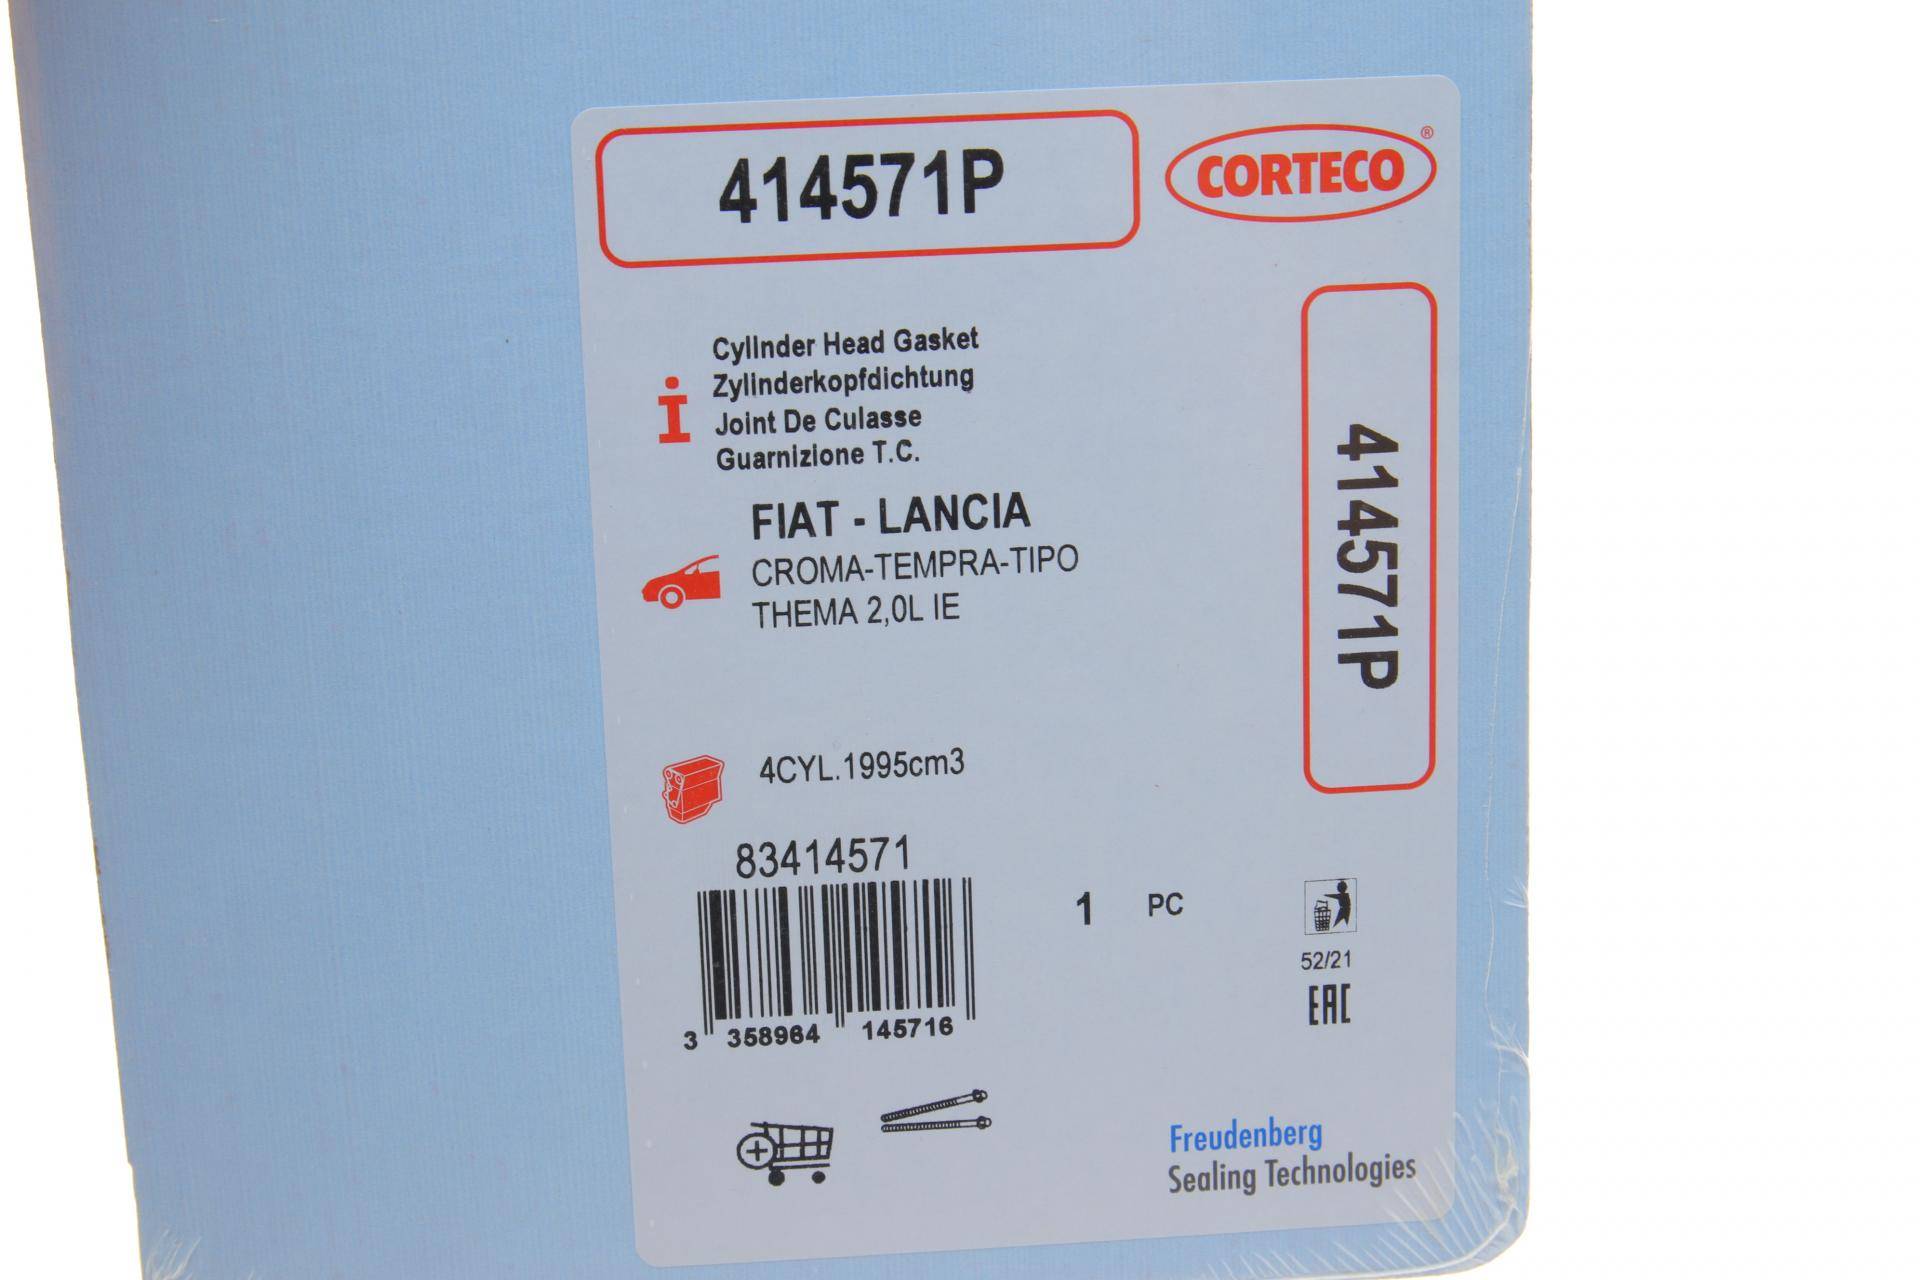 414571P
CORTECO®
Cylinder Head Gasket
Zylinderkopfdichtung
Joint De Culasse
Guarnizione T.C.
FIAT - LANCIA
CROMA-TEMPRA-TIPO
THEMA 2,0L IE
414571P
4CYL.1995cm3
83414571
1 PC
3 358964 145716
52/21
EAC
Freudenberg
Sealing Technologies